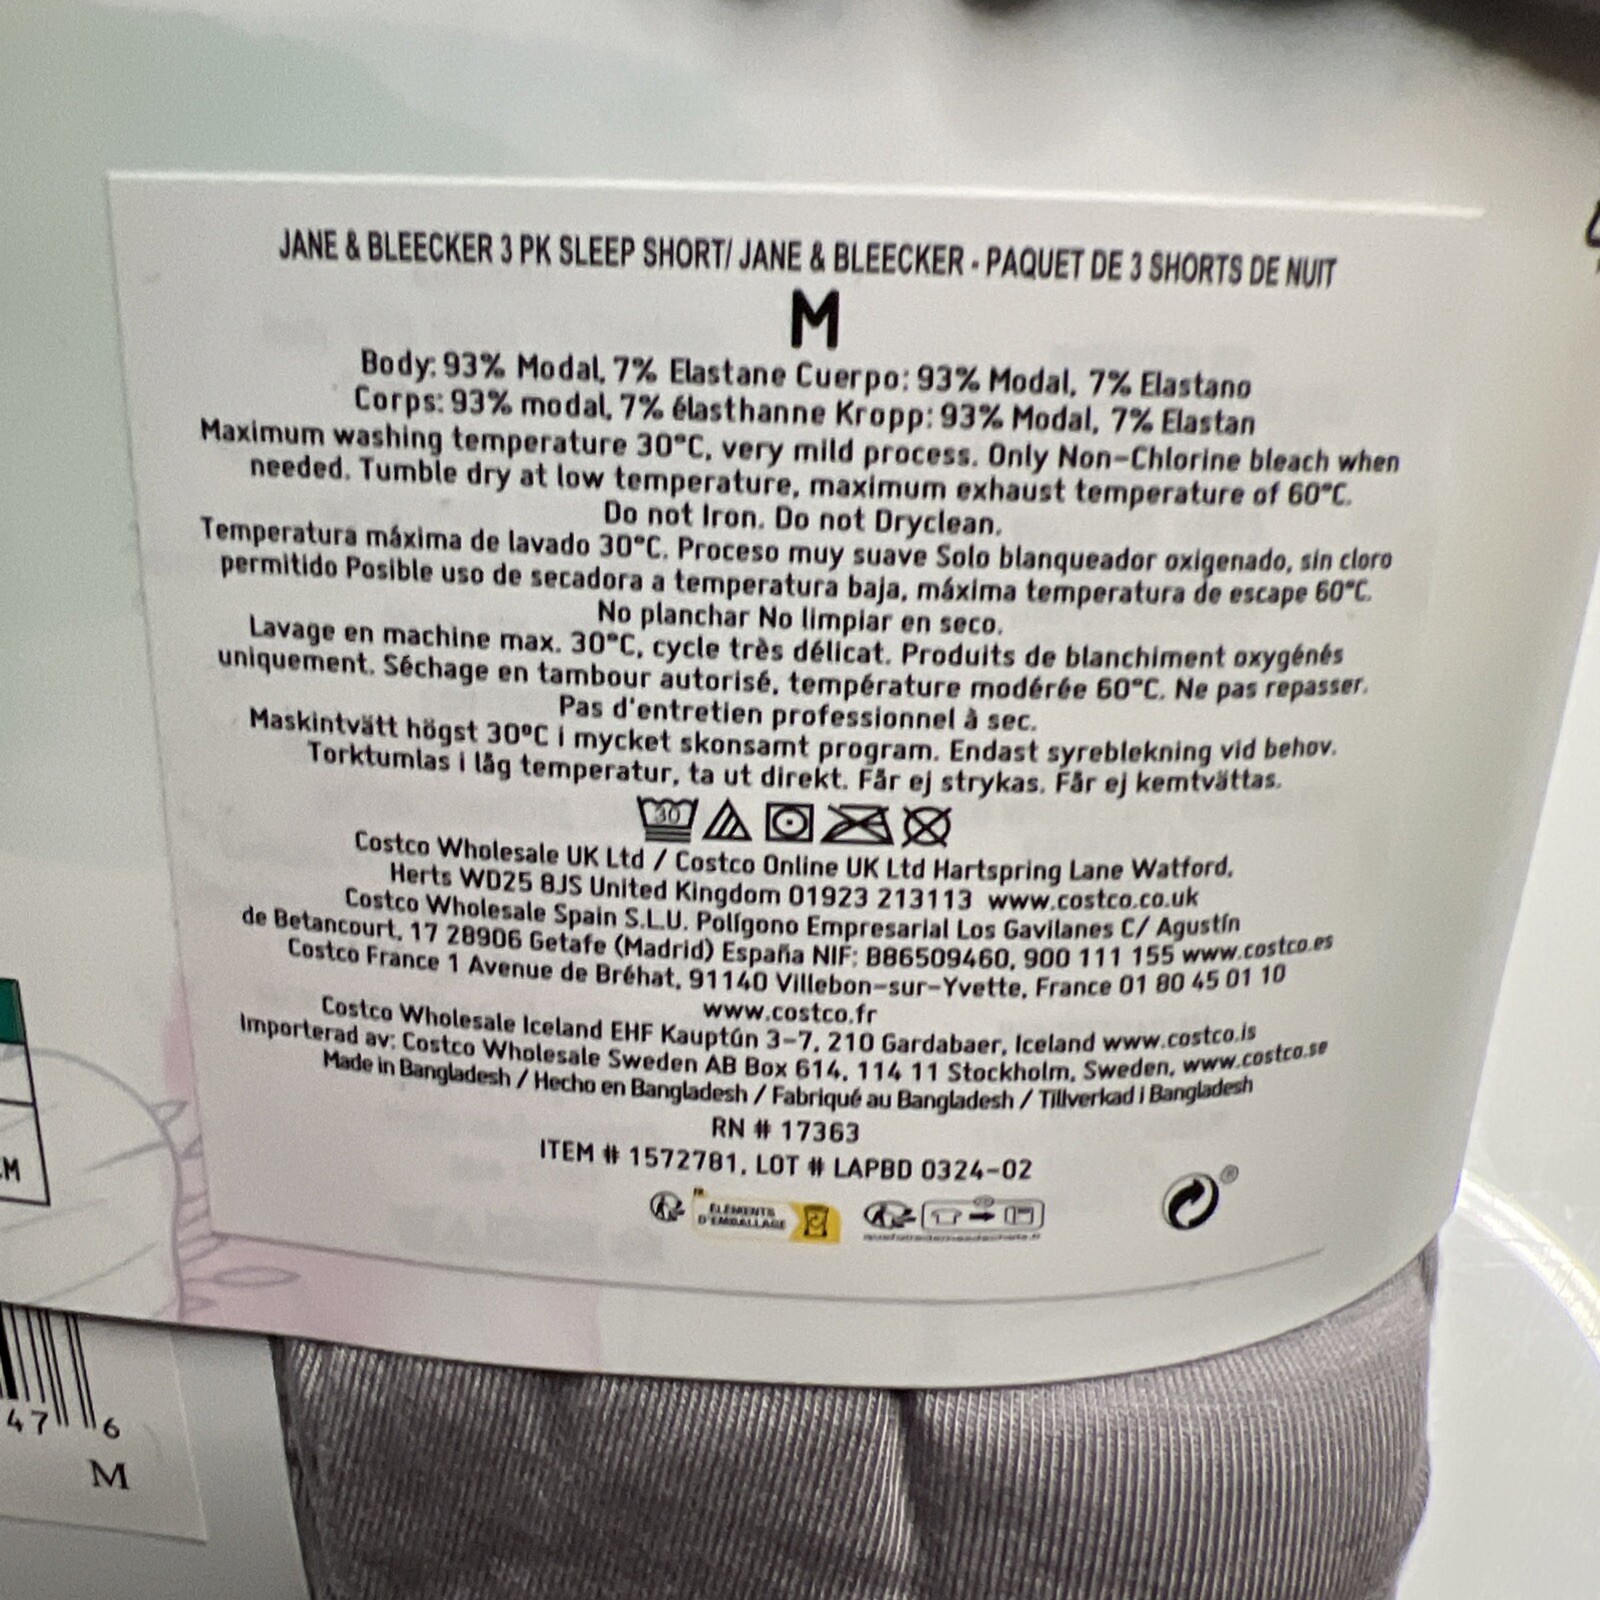 JANE & BLEECKER 3 PK SLEEP SHORT/ JANE & BLEECKER - PAQUET DE 3 SHORTS DE NUIT
M
Body: 93% Modal, 7% Elastane Cuerpo: 93% Modal, 7% Elastano
Corps: 93% modal, 7% élasthanne Kropp: 93% Modal, 7% Elastan
Maximum washing temperature 30°C, very mild process. Only Non-Chlorine bleach when
needed. Tumble dry at low temperature, maximum exhaust temperature of 60°C.
Do not Iron. Do not Dryclean.
Temperatura máxima de lavado 30°C. Proceso muy suave Solo blanqueador oxigenado, sin cloro
permitido Posible uso de secadora a temperatura baja, máxima temperatura de escape 60°C.
No planchar No limpiar en seco.
Lavage en machine max. 30°C, cycle très délicat. Produits de blanchiment oxygénés
uniquement. Séchage en tambour autorisé, température modérée 60°C. Ne pas repasser.
Pas d'entretien professionnel à sec.
Maskintvätt högst 30°C i mycket skonsamt program. Endast syreblekning vid behov.
Torktumlas i låg temperatur, ta ut direkt. Får ej strykas. Får ej kemtvättas.
30
Costco Wholesale UK Ltd / Costco Online UK Ltd Hartspring Lane Watford,
Herts WD25 8JS United Kingdom 01923 213113 www.costco.co.uk
Costco Wholesale Spain S.L.U. Polígono Empresarial Los Gavilanes C/ Agustín
de Betancourt, 17 28906 Getafe (Madrid) España NIF: B86509460, 900 111 155 www.costco.es
Costco France 1 Avenue de Bréhat, 91140 Villebon-sur-Yvette, France 01 80 45 01 10
www.costco.fr
Costco Wholesale Iceland EHF Kauptún 3-7, 210 Gardabaer, Iceland www.costco.is
Importerad av: Costco Wholesale Sweden AB Box 614, 114 11 Stockholm, Sweden, www.costco.se
Made in Bangladesh / Hecho en Bangladesh / Fabriqué au Bangladesh / Tillverkad i Bangladesh
RN # 17363
ITEM # 1572781, LOT # LAPBD 0324-02
FR
ÉLÉMENTS
D'EMBALLAGE
®
M
47 6
M